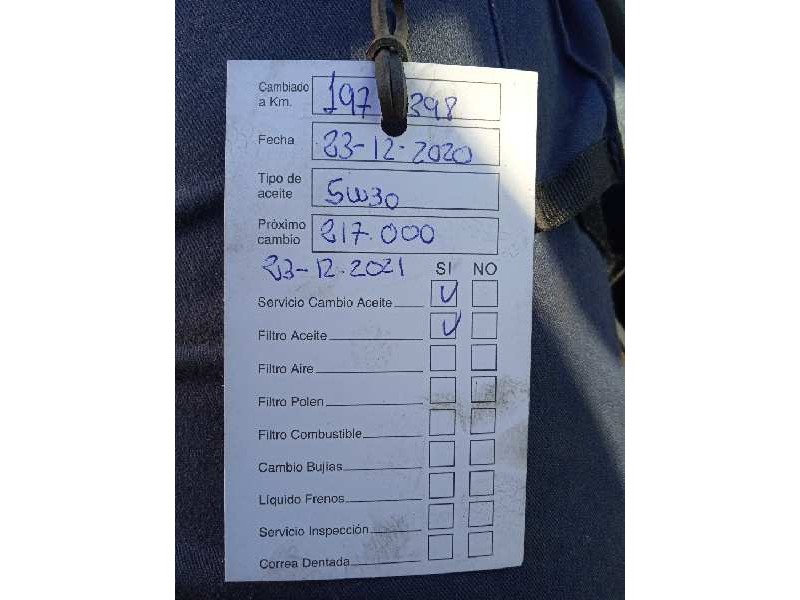 Cambiado
a Km. 197 398
Fecha 23-12-2020
Tipo de
aceite 5w30
Próximo
cambio 217.000
23-12-2021 SI NO
Servicio Cambio Aceite
Filtro Aceite
Filtro Aire
Filtro Polen
Filtro Combustible
Cambio Bujías
Líquido Frenos
Servicio Inspección
Correa Dentada